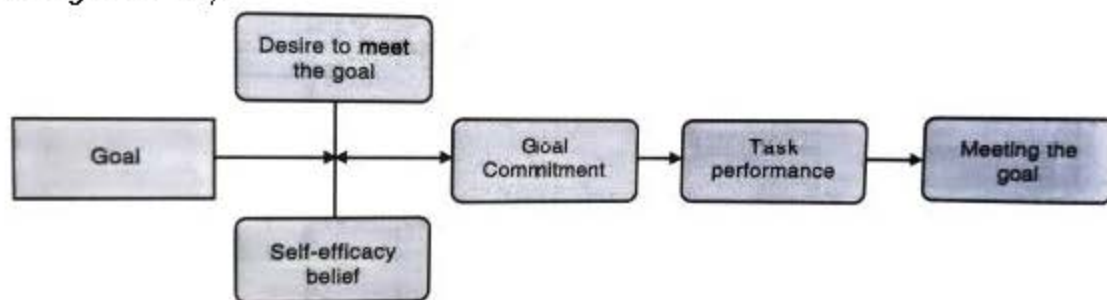 Desire to meet
the goal
Goal
Goal
Commitment
Task
performance
Meeting the
goal
Self-efficacy
belief